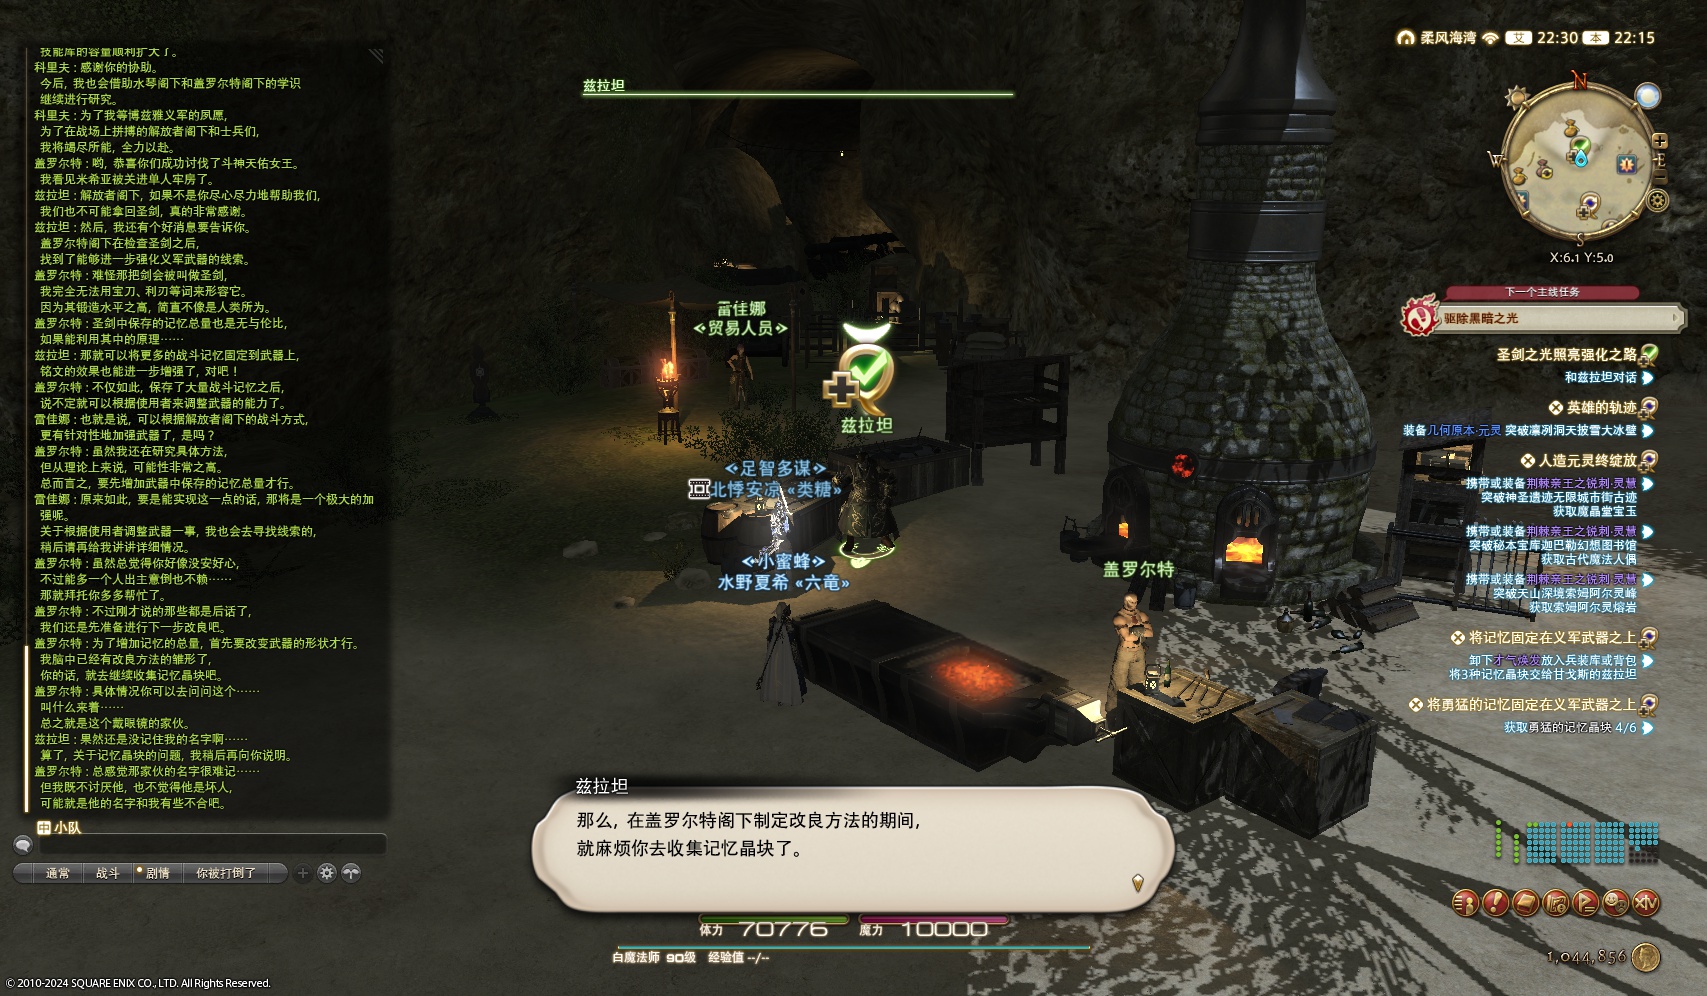 技能库的容量顺利扩大了。
科里夫：感谢你的协助。
今后，我也会借助水琴阁下和盖罗尔特阁下的学识
继续进行研究。
科里夫：为了我等博兹雅义军的夙愿，
为了在战场上拼搏的解放者阁下和士兵们，
我将竭尽所能，全力以赴。
盖罗尔特：哟，恭喜你们成功讨伐了斗神天佑女王。
我看见米希亚被关进单人牢房了。
兹拉坦：解放者阁下，如果不是你尽心尽力地帮助我们，
我们也不可能拿回圣剑，真的非常感谢。
兹拉坦：然后，我还有个好消息要告诉你。
盖罗尔特阁下在检查圣剑之后，
找到了能够进一步强化义军武器的线索。
盖罗尔特：难怪那把剑会被叫做圣剑，
我完全无法用宝刀、利刃等词来形容它。
因为其锻造水平之高，简直不像是人类所为。
盖罗尔特：圣剑中保存的记忆总量也是无与伦比，
如果能利用其中的原理……
兹拉坦：那就可以将更多的战斗记忆固定到武器上，
铭文的效果也能进一步增强了，对吧！
盖罗尔特：不仅如此，保存了大量战斗记忆之后，
说不定就可以根据使用者来调整武器的能力了。
雷佳娜：也就是说，可以根据解放者阁下的战斗方式，
更有针对性地加强武器了，是吗？
盖罗尔特：虽然我还在研究具体方法，
但从理论上来说，可能性非常之高。
总而言之，要先增加武器中保存的记忆总量才行。
雷佳娜：原来如此，要是能实现这一点的话，那将是一个极大的加
强呢。
关于根据使用者调整武器一事，我也会去寻找线索的，
稍后请再给我讲讲详细情况。
盖罗尔特：虽然总觉得你好像没安好心，
不过能多一个人出主意倒也不赖……
那就拜托你多多帮忙了。
盖罗尔特：不过刚才说的那些都是后话了，
我们还是先准备进行下一步改良吧。
盖罗尔特：为了增加记忆的总量，首先要改变武器的形状才行。
我脑中已经有改良方法的雏形了，
你的话，就去继续收集记忆晶块吧。
盖罗尔特：具体情况你可以去问问这个……
叫什么来着……
总之就是这个戴眼镜的家伙。
兹拉坦：果然还是没记住我的名字啊……
算了，关于记忆晶块的问题，我稍后再向你说明。
盖罗尔特：总感觉那家伙的名字很难记……
但我既不讨厌他，也不觉得他是坏人，
可能就是他的名字和我有些不合吧。
小队
通常 战斗 剧情 你被打倒了
© 2010-2024 SQUARE ENIX CO., LTD. All Rights Reserved.
兹拉坦
雷佳娜
<贸易人员>
兹拉坦
<足智多谋>
北悸安凉 «类糖»
<小蜜蜂>
水野夏希 «六竜»
盖罗尔特
兹拉坦
那么，在盖罗尔特阁下制定改良方法的期间，
就麻烦你去收集记忆晶块了。
体力 70776 魔力 10000
白魔法师 90级 经验值 --/--
柔风海湾 艾 22:30 本 22:15
N
W E
S
X:6.1 Y:5.0
下一个主线任务
驱除黑暗之光
圣剑之光照亮强化之路
和兹拉坦对话
英雄的轨迹
装备几何原本·元灵 突破凛冽洞天披雪大冰壁
人造元灵终绽放
携带或装备荆棘亲王之锐刺·灵慧
突破神圣遗迹无限城市街古迹
获取魔晶堂宝玉
携带或装备荆棘亲王之锐刺·灵慧
突破秘本宝库迦巴勒幻想图书馆
获取古代魔法人偶
携带或装备荆棘亲王之锐刺·灵慧
突破天山深境索姆阿尔灵峰
获取索姆阿尔灵熔岩
将记忆固定在义军武器之上
卸下才气焕发放入兵装库或背包
将3种记忆晶块交给甘戈斯的兹拉坦
将勇猛的记忆固定在义军武器之上
获取勇猛的记忆晶块 4/6
XIV
1,044,856